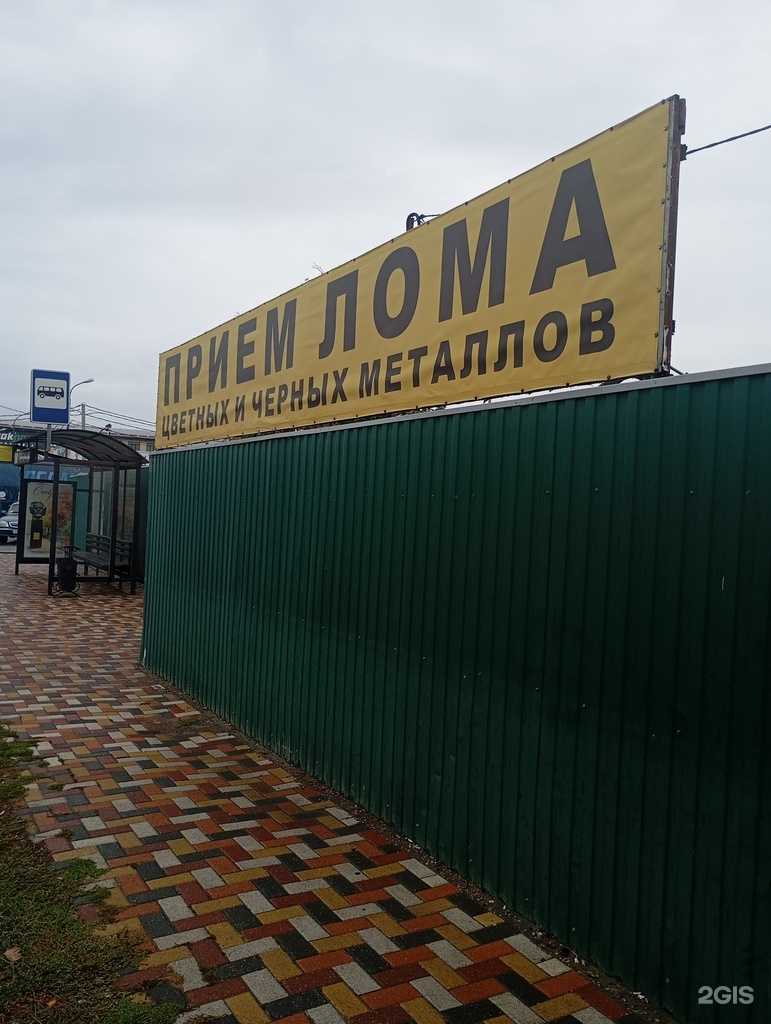 ПРИЕМ ЛОМА
ЦВЕТНЫХ И ЧЕРНЫХ МЕТАЛЛОВ
2GIS